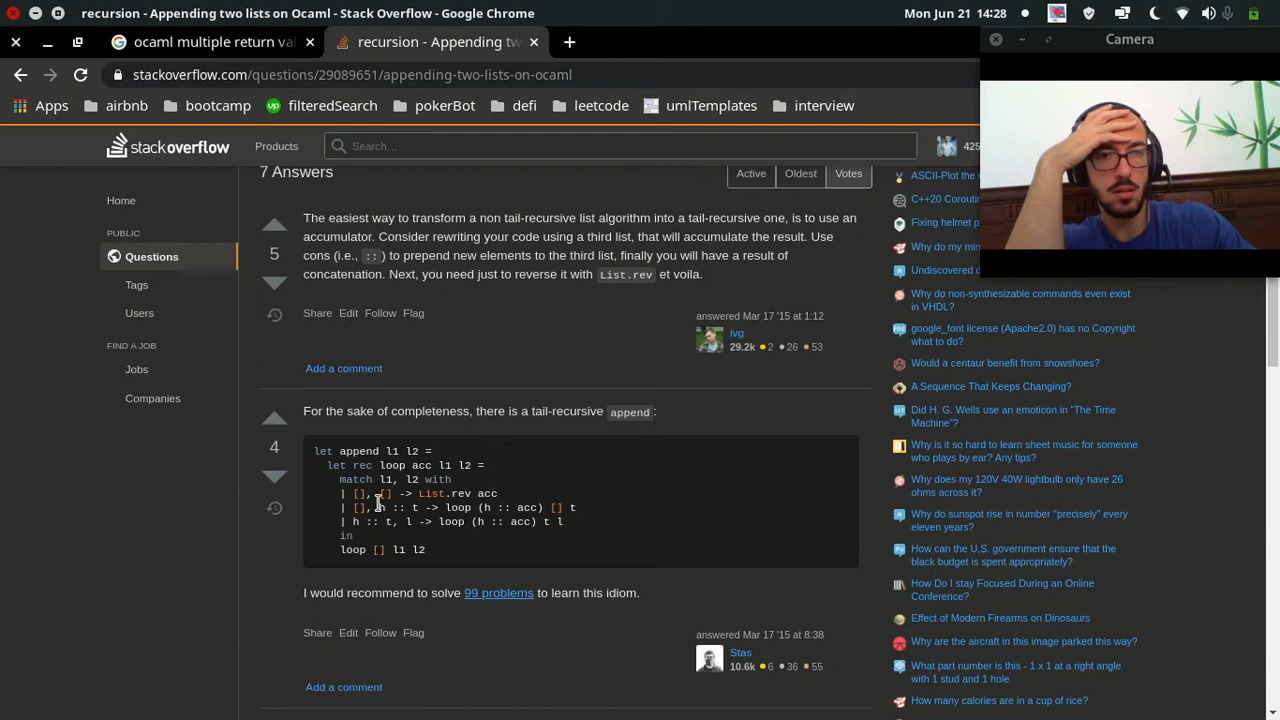 recursion - Appending two lists on Ocaml - Stack Overflow - Google Chrome
Mon Jun 21 14:28
ocaml multiple return val
recursion - Appending tw
stackoverflow.com/questions/29089651/appending-two-lists-on-ocaml
Camera
Apps
airbnb
bootcamp
up
filteredSearch
pokerBot
defi
leetcode
umlTemplates
interview
stackoverflow
Products
Search...
425
7 Answers
Active
Oldest
Votes
Home
PUBLIC
Questions
Tags
Users
FIND A JOB
Jobs
Companies
5
The easiest way to transform a non tail-recursive list algorithm into a tail-recursive one, is to use an
accumulator. Consider rewriting your code using a third list, that will accumulate the result. Use
cons (i.e., :: ) to prepend new elements to the third list, finally you will have a result of
concatenation. Next, you need just to reverse it with List.rev et voila.
Share Edit Follow Flag
answered Mar 17 '15 at 1:12
ivg
29.2k 2 26 53
Add a comment
4
For the sake of completeness, there is a tail-recursive append:
let append l1 l2 =
let rec loop acc l1 l2 =
match l1, l2 with
| [], [] -> List.rev acc
| [], h :: t -> loop (h :: acc) [] t
| h :: t, l -> loop (h :: acc) t l
in
loop [] l1 l2
I would recommend to solve 99 problems to learn this idiom.
Share Edit Follow Flag
answered Mar 17 '15 at 8:38
Stas
10.6k 6 36 55
Add a comment
ASCII-Plot the
C++20 Corouti
Fixing helmet p
Why do my min
Undiscovered d
Why do non-synthesizable commands even exist
in VHDL?
google_font license (Apache2.0) has no Copyright
what to do?
Would a centaur benefit from snowshoes?
A Sequence That Keeps Changing?
Did H. G. Wells use an emoticon in "The Time
Machine"?
Why is it so hard to learn sheet music for someone
who plays by ear? Any tips?
Why does my 120V 40W lightbulb only have 26
ohms across it?
Why do sunspot rise in number "precisely" every
eleven years?
How can the U.S. government ensure that the
black budget is spent appropriately?
How Do I stay Focused During an Online
Conference?
Effect of Modern Firearms on Dinosaurs
Why are the aircraft in this image parked this way?
What part number is this - 1 x 1 at a right angle
with 1 stud and 1 hole
How many calories are in a cup of rice?